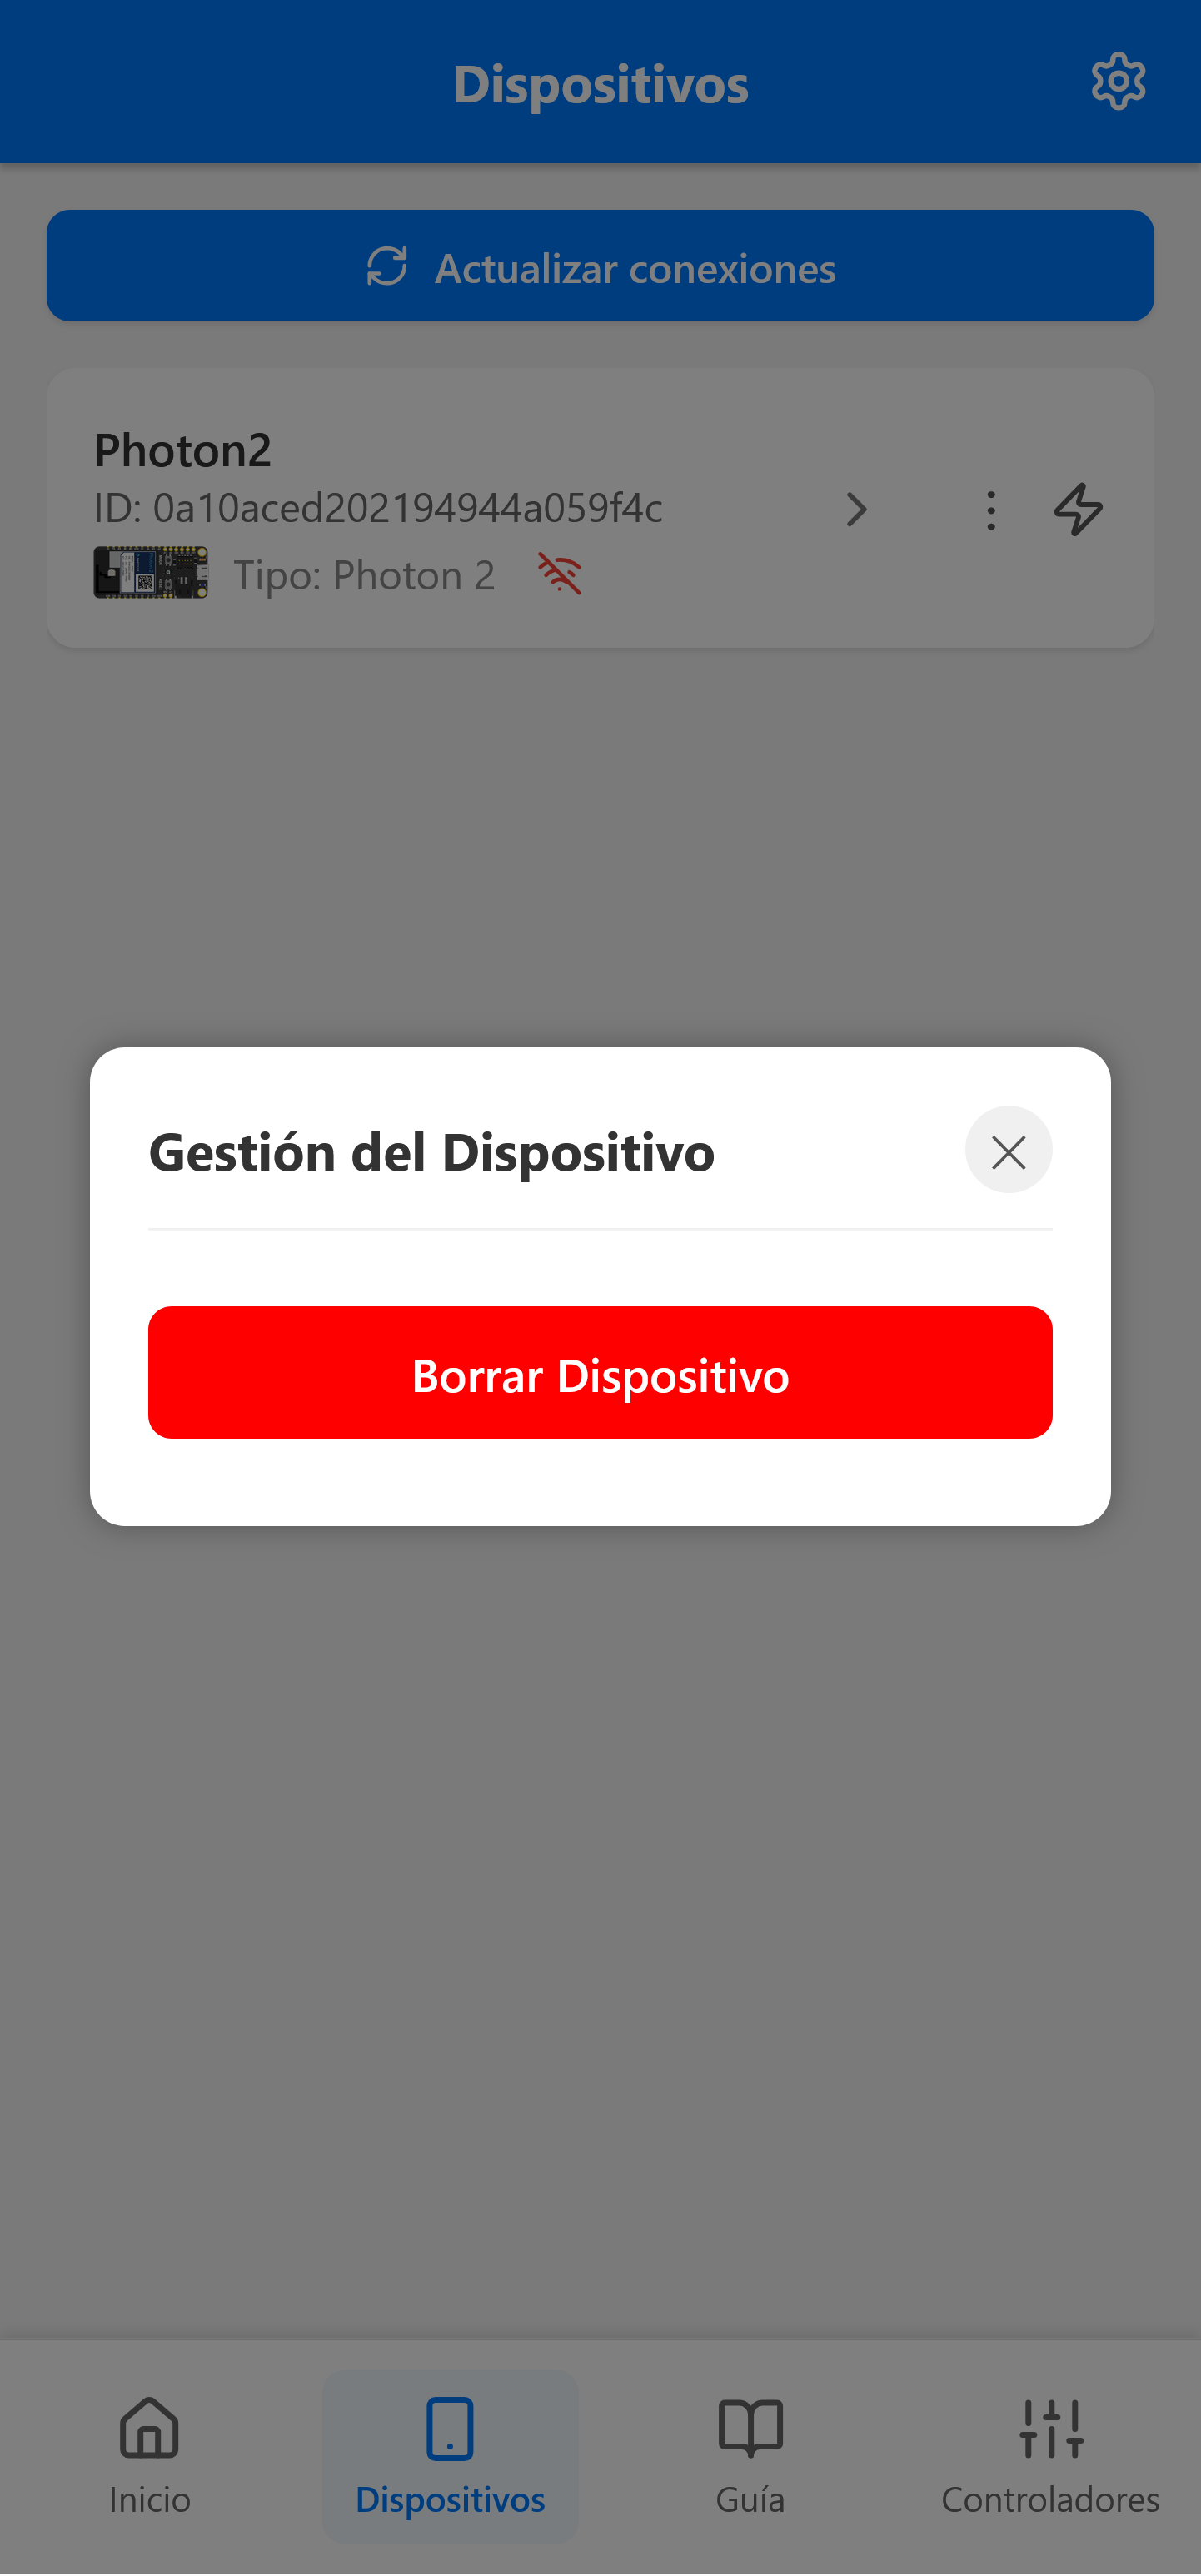 Dispositivos
Actualizar conexiones
Photon2
ID: 0a10aced202194944a059f4c
Tipo: Photon 2
Gestión del Dispositivo
Borrar Dispositivo
Inicio
Dispositivos
Guía
Controladores